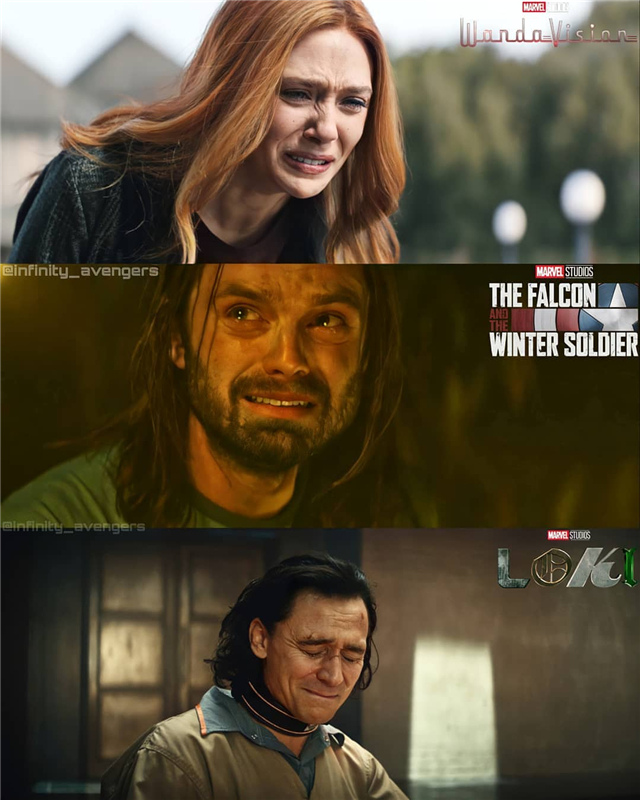 MARVEL STUDIOS
WandaVision
@infinity_avengers
MARVEL STUDIOS
THE FALCON
AND
THE
WINTER SOLDIER
@infinity_avengers
MARVEL STUDIOS
LOKI